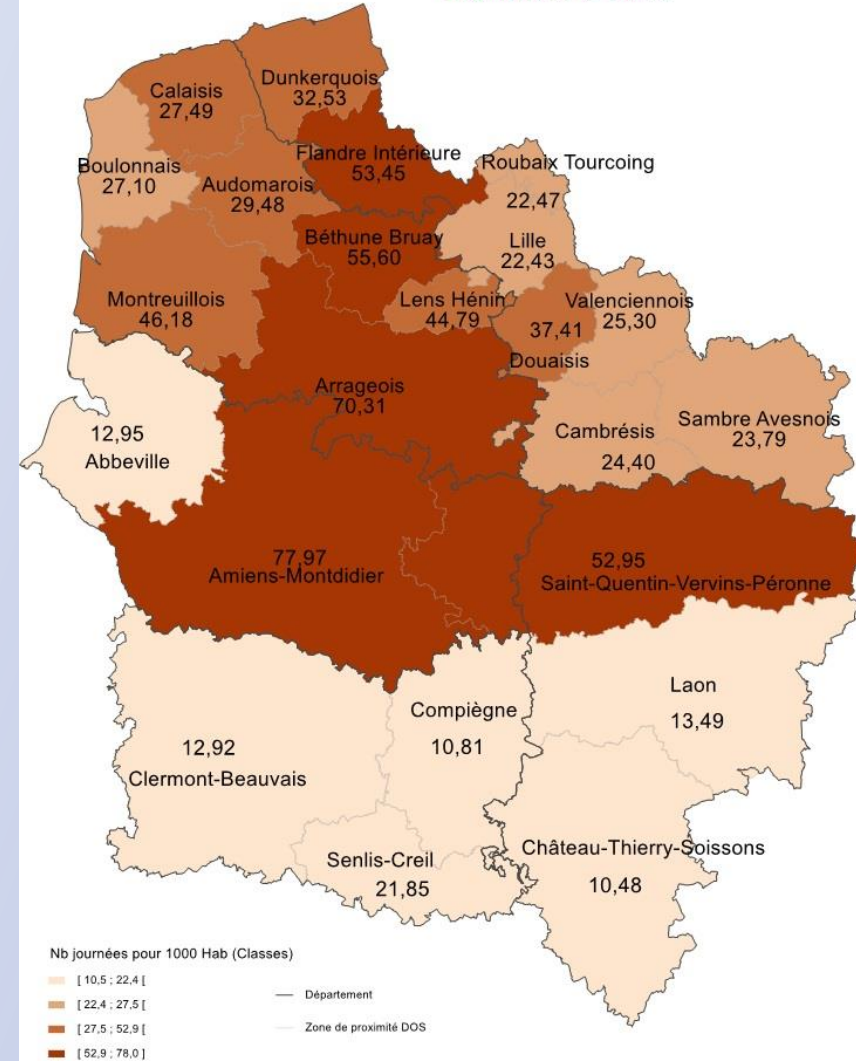 Dunkerquois
32,53
Calaisis
27,49
Flandre Intérieure
53,45
Roubaix Tourcoing
22,47
Boulonnais
27,10
Audomarois
29,48
Béthune Bruay
55,60
Lille
22,43
Montreuillois
46,18
Lens Hénin
44,79
Valenciennois
25,30
37,41
Douaisis
Arrageois
70,31
Sambre Avesnois
23,79
Cambrésis
24,40
12,95
Abbeville
77,97
Amiens-Montdidier
52,95
Saint-Quentin-Vervins-Péronne
Laon
13,49
Compiègne
10,81
12,92
Clermont-Beauvais
Senlis-Creil
21,85
Château-Thierry-Soissons
10,48
Nb journées pour 1000 Hab (Classes)
[ 10,5 ; 22,4 [
[ 22,4 ; 27,5 [
[ 27,5 ; 52,9 [
[ 52,9 ; 78,0 ]
Département
Zone de proximité DOS